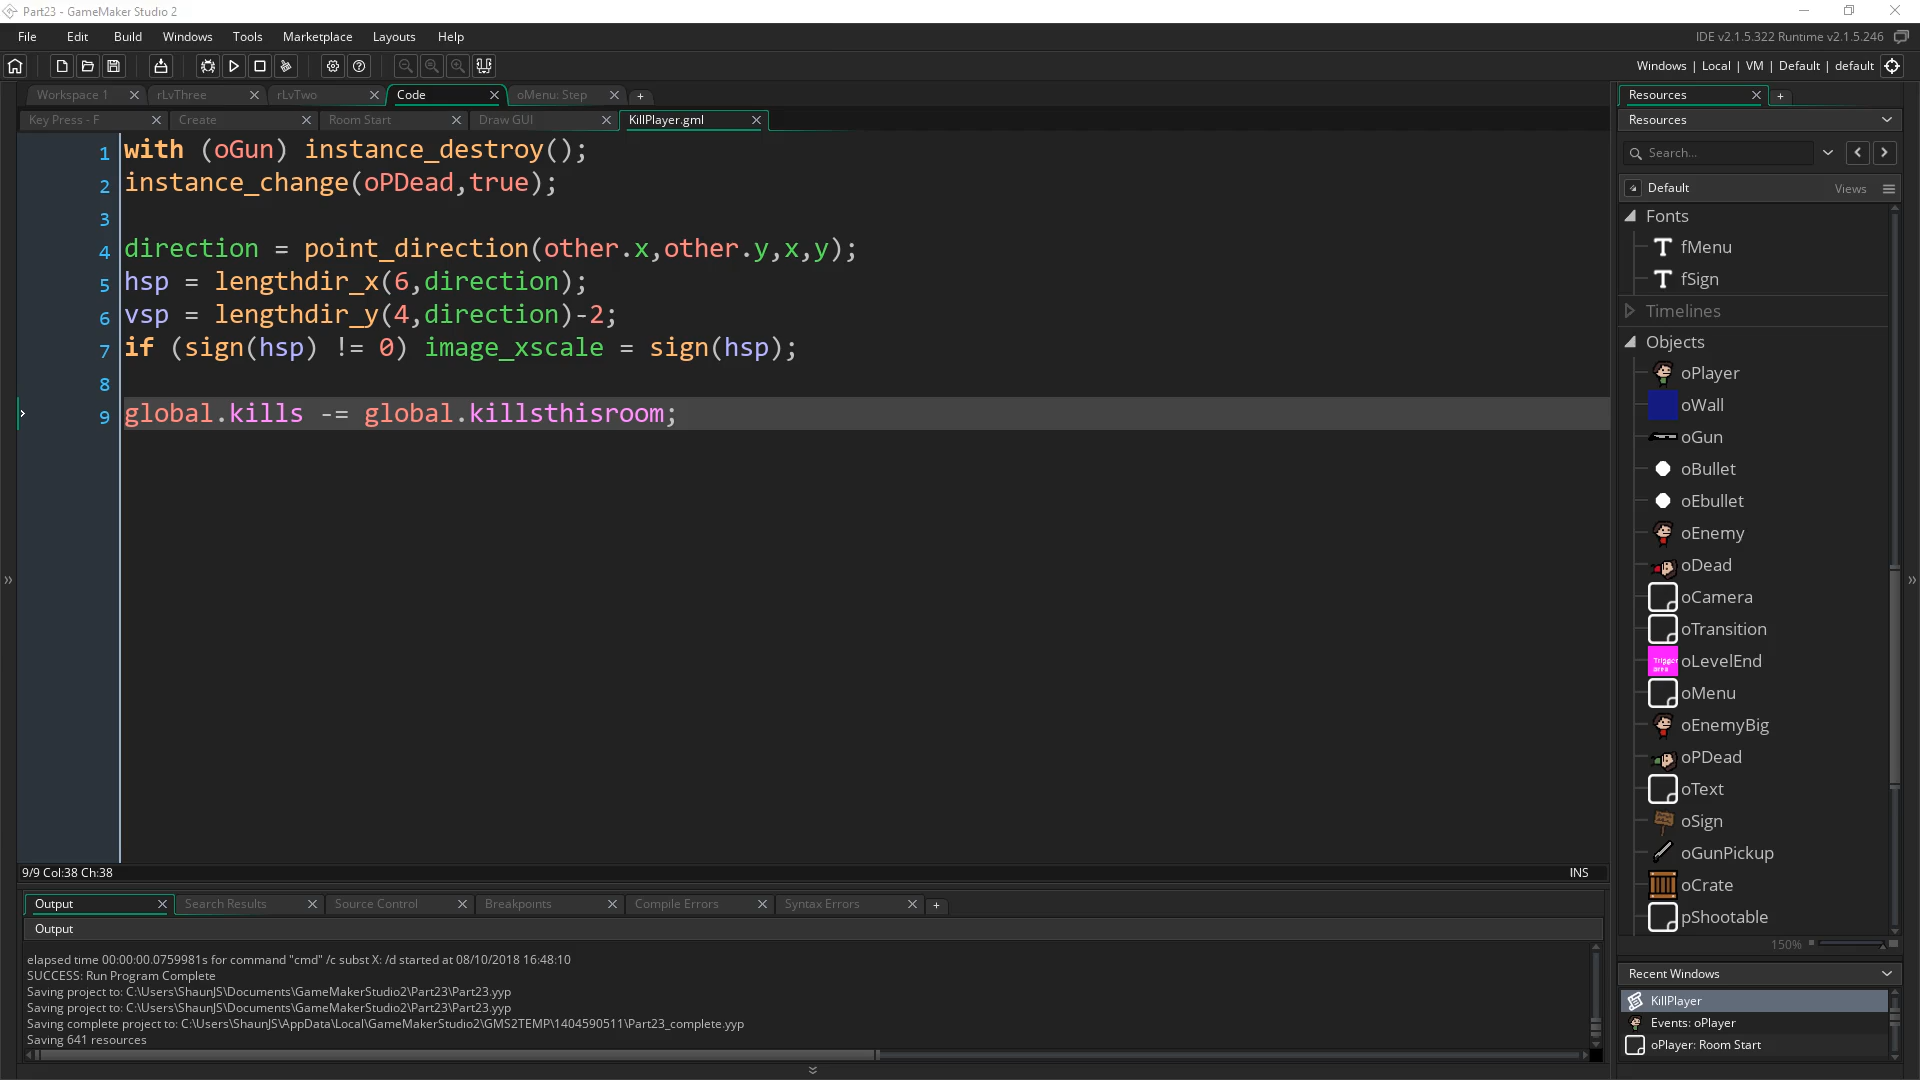 Part23 - GameMaker Studio 2
File Edit Build Windows Tools Marketplace Layouts Help
IDE v2.1.5.322 Runtime v2.1.5.246
Windows | Local | VM | Default | default
Workspace 1 rLvThree rLvTwo Code oMenu: Step +
Key Press - F Create Room Start Draw GUI KillPlayer.gml
1 with (oGun) instance_destroy();
2 instance_change(oPDead,true);
3
4 direction = point_direction(other.x,other.y,x,y);
5 hsp = lengthdir_x(6,direction);
6 vsp = lengthdir_y(4,direction)-2;
7 if (sign(hsp) != 0) image_xscale = sign(hsp);
8
9 global.kills -= global.killsthisroom;
9/9 Col:38 Ch:38
INS
Output Search Results Source Control Breakpoints Compile Errors Syntax Errors +
Output
elapsed time 00:00:00.0759981s for command "cmd" /c subst X: /d started at 08/10/2018 16:48:10
SUCCESS: Run Program Complete
Saving project to: C:\Users\ShaunJS\Documents\GameMakerStudio2\Part23\Part23.yyp
Saving project to: C:\Users\ShaunJS\Documents\GameMakerStudio2\Part23\Part23.yyp
Saving complete project to: C:\Users\ShaunJS\AppData\Local\GameMakerStudio2\GMS2TEMP\1404590511\Part23_complete.yyp
Saving 641 resources
Resources +
Resources
Search...
Default Views
Fonts
fMenu
fSign
Timelines
Objects
oPlayer
oWall
oGun
oBullet
oEbullet
oEnemy
oDead
oCamera
oTransition
Trigger
area
oLevelEnd
oMenu
oEnemyBig
oPDead
oText
oSign
oGunPickup
oCrate
pShootable
150%
Recent Windows
KillPlayer
Events: oPlayer
oPlayer: Room Start